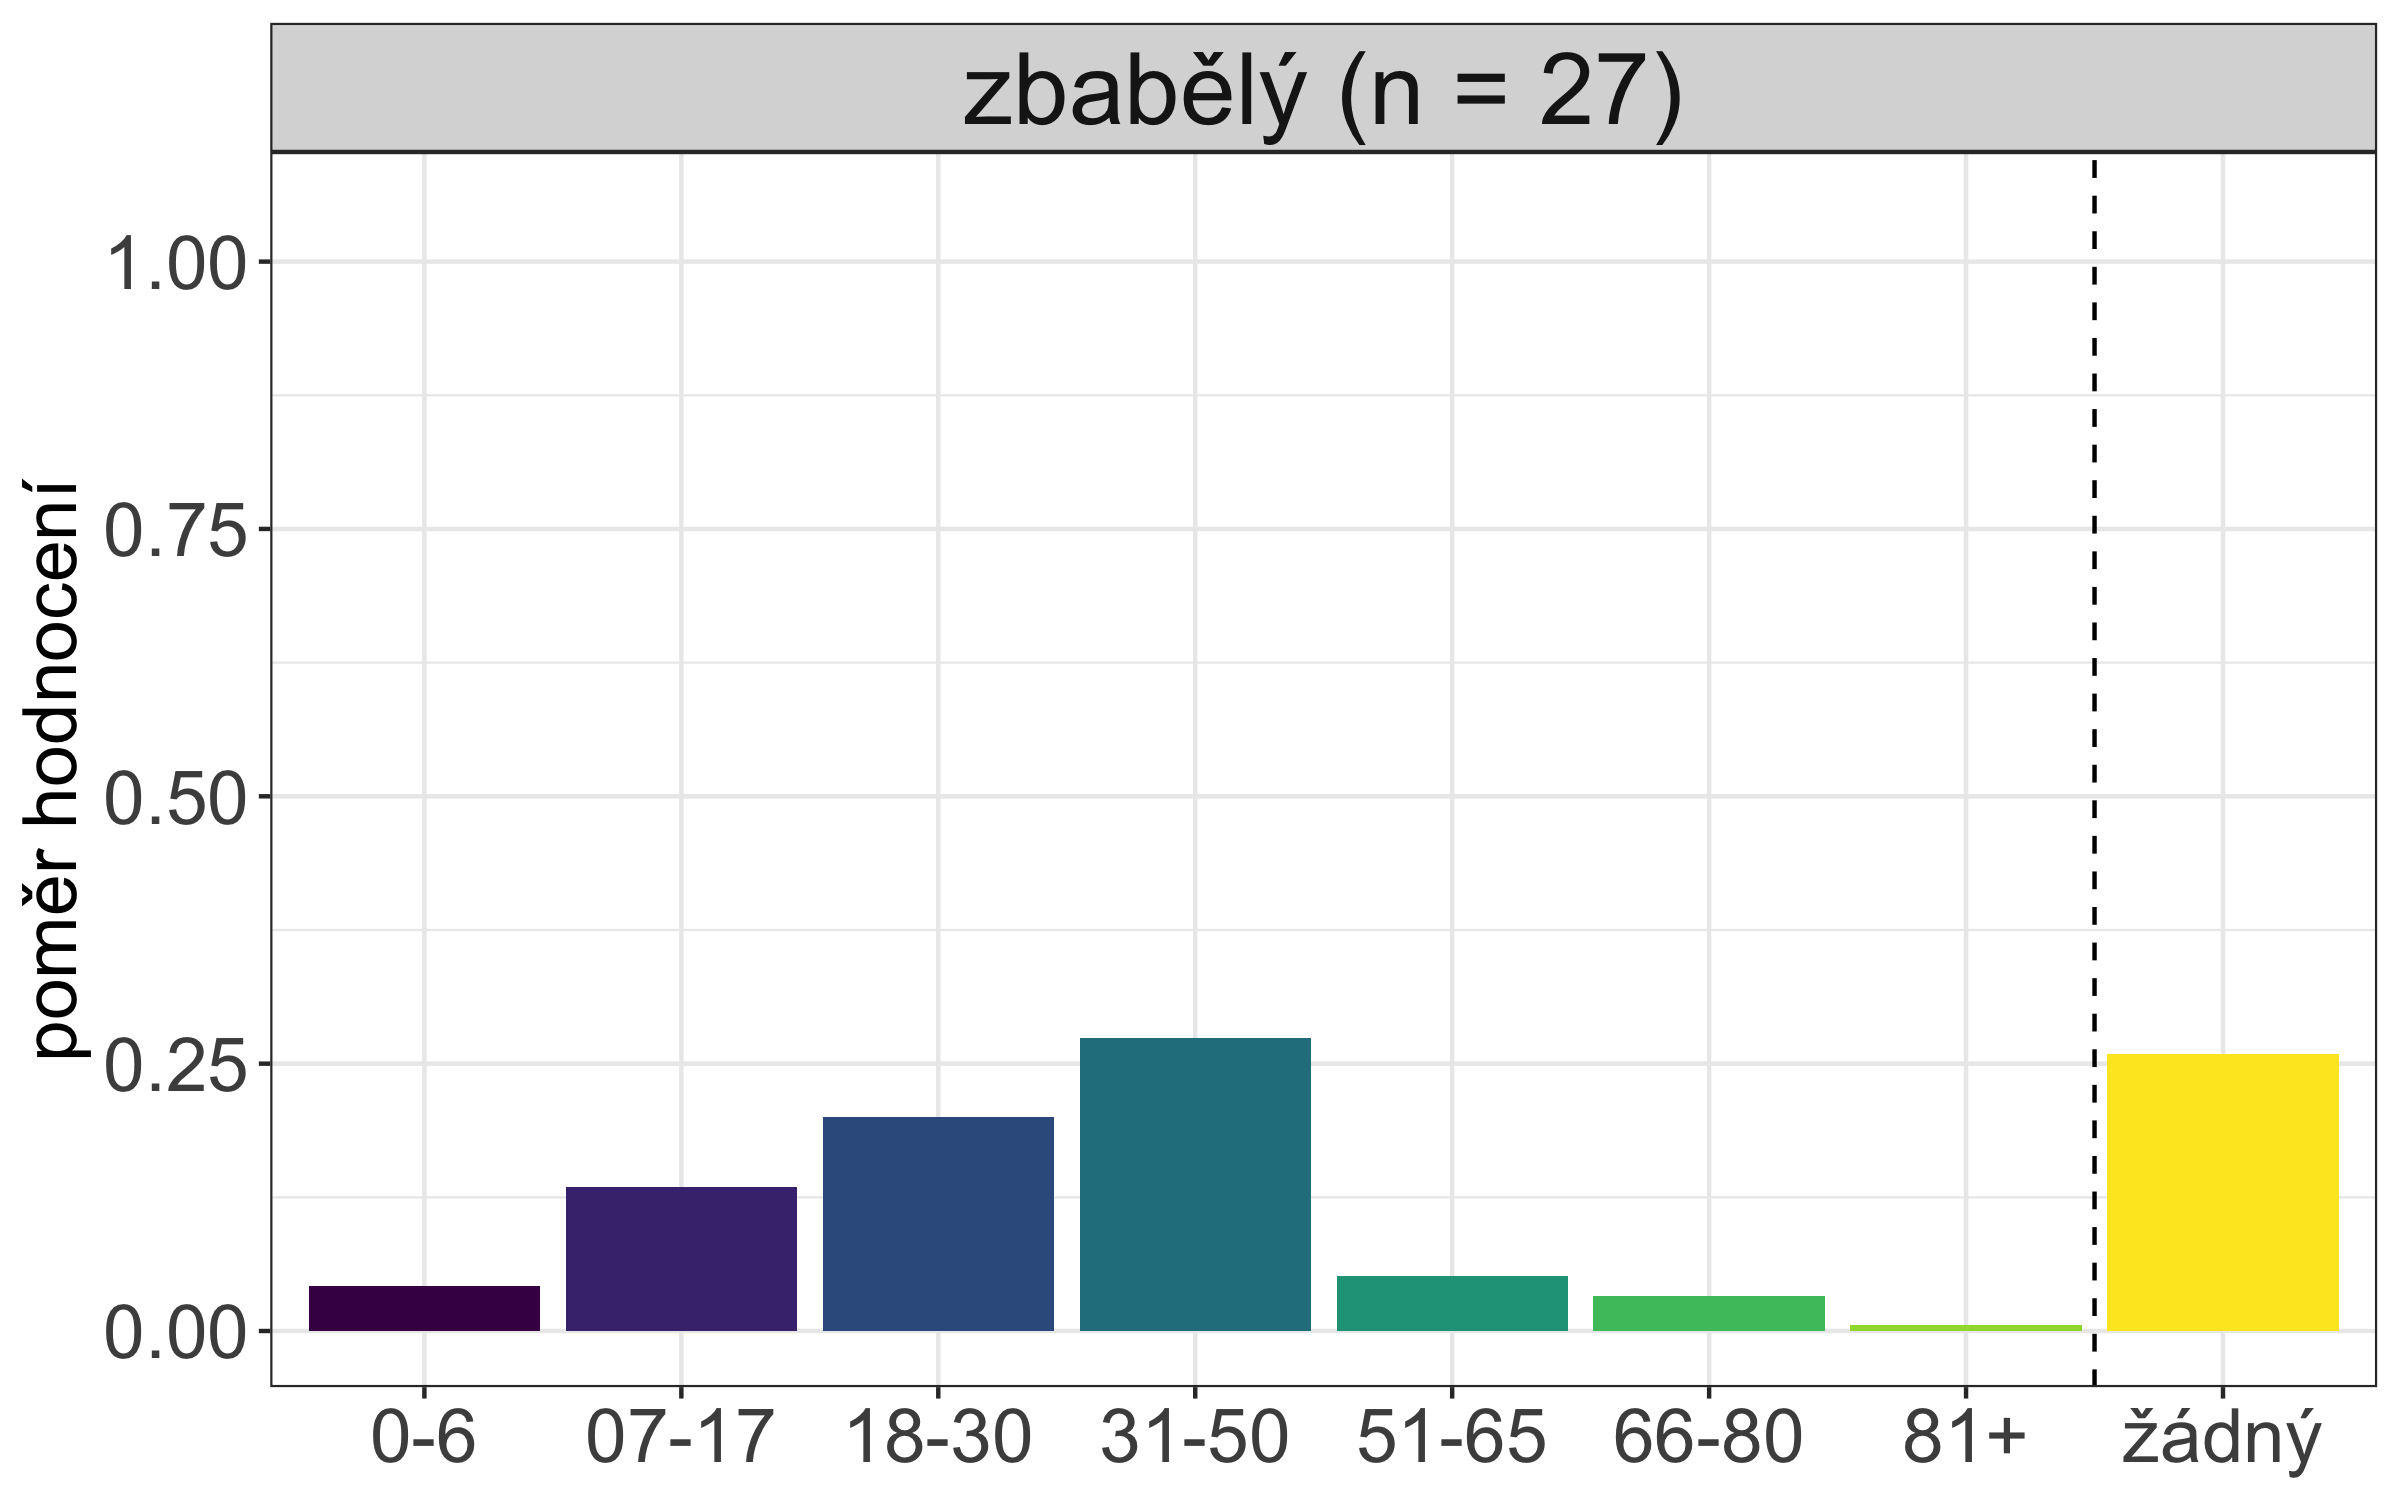 zbabělý (n = 27)
poměr hodnocení
1.00
0.75
0.50
0.25
0.00
0-6 07-17 18-30 31-50 51-65 66-80 81+ žádný